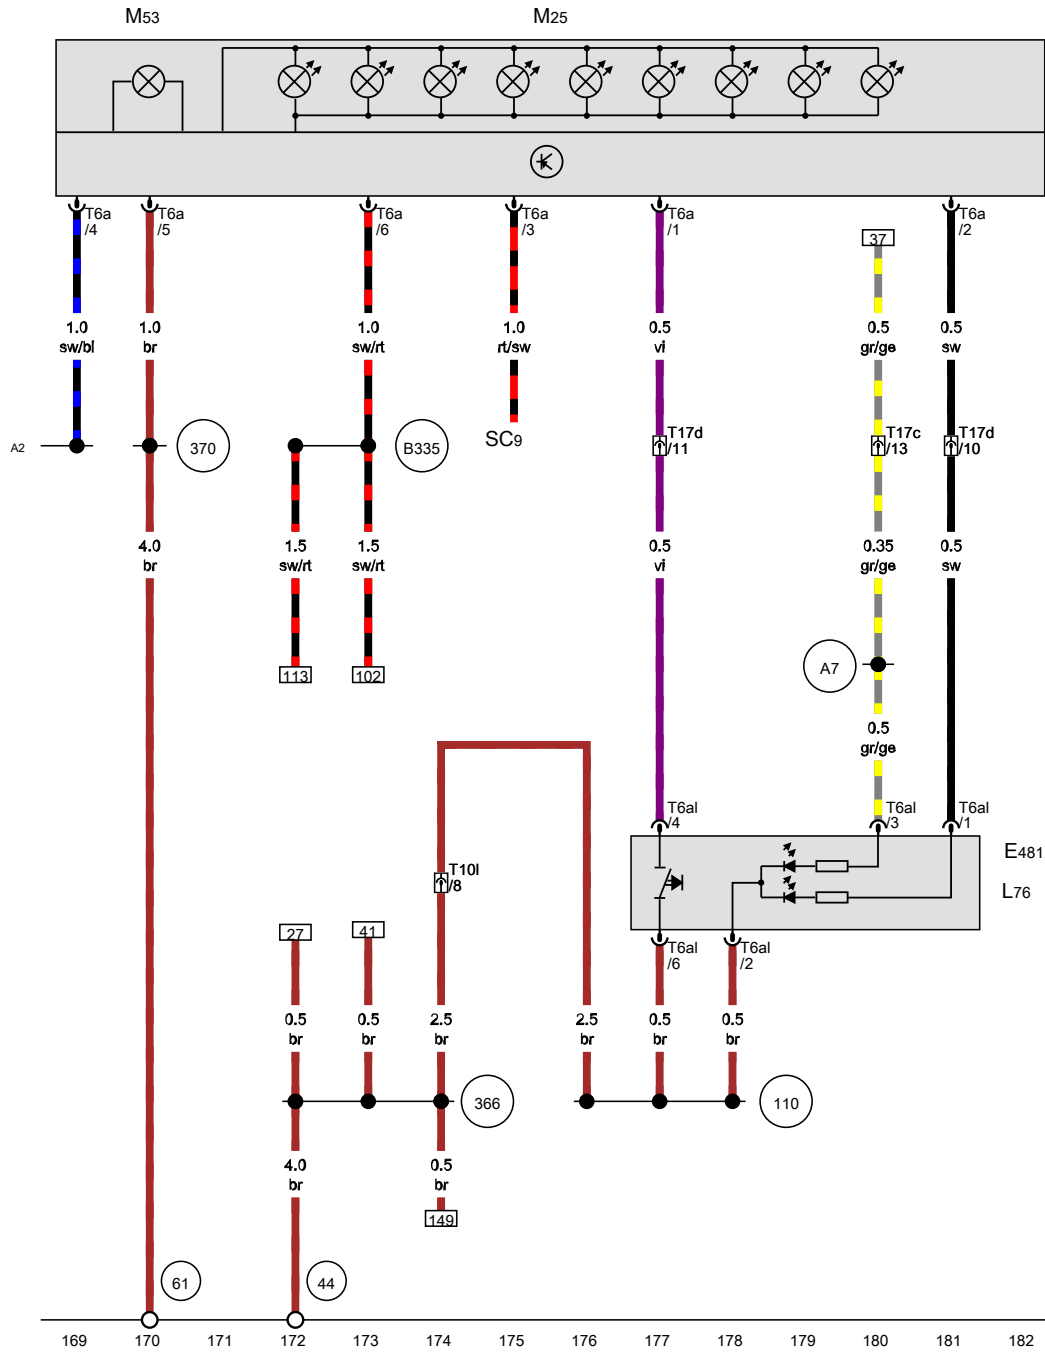 M53 M25
T6a /4
T6a /5
T6a /6
T6a /3
T6a /1
T6a /2
37
1.0 sw/bl
1.0 br
1.0 sw/rt
1.0 rt/sw
0.5 vi
0.5 gr/ge
0.5 sw
A2
370
B335
SC9
T17d /11
T17c /13
T17d /10
4.0 br
1.5 sw/rt
1.5 sw/rt
0.5 vi
0.35 gr/ge
0.5 sw
113
102
A7
0.5 gr/ge
T6al /4
T6al /3
T6al /1
E481
L76
T10l /8
27
41
T6al /6
T6al /2
0.5 br
0.5 br
2.5 br
2.5 br
0.5 br
0.5 br
366
110
4.0 br
0.5 br
149
61
44
169 170 171 172 173 174 175 176 177 178 179 180 181 182